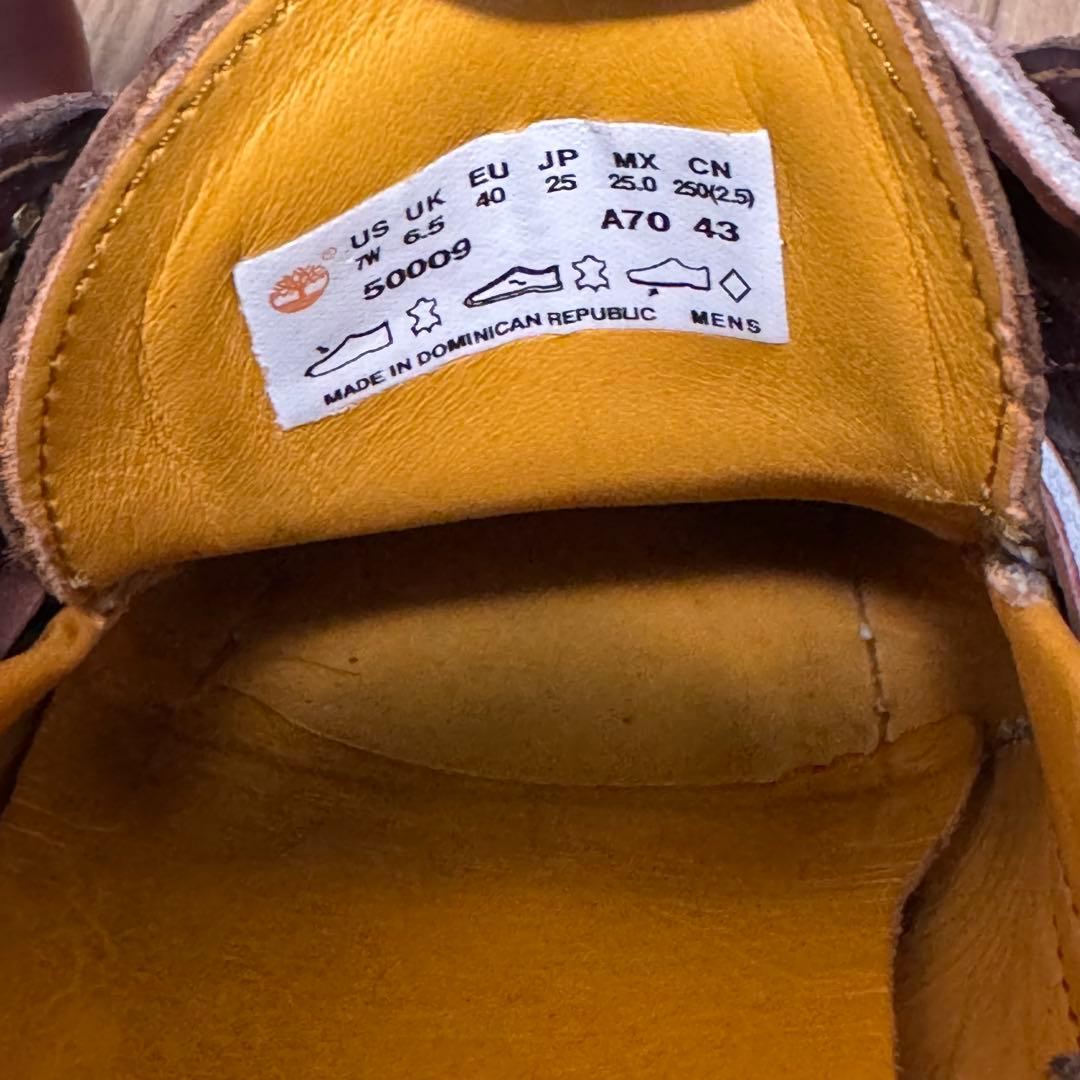 US UK EU JP MX CN
7W 6.5 40 25 25.0 250(2.5)
50009 A70 43
MADE IN DOMINICAN REPUBLIC MENS